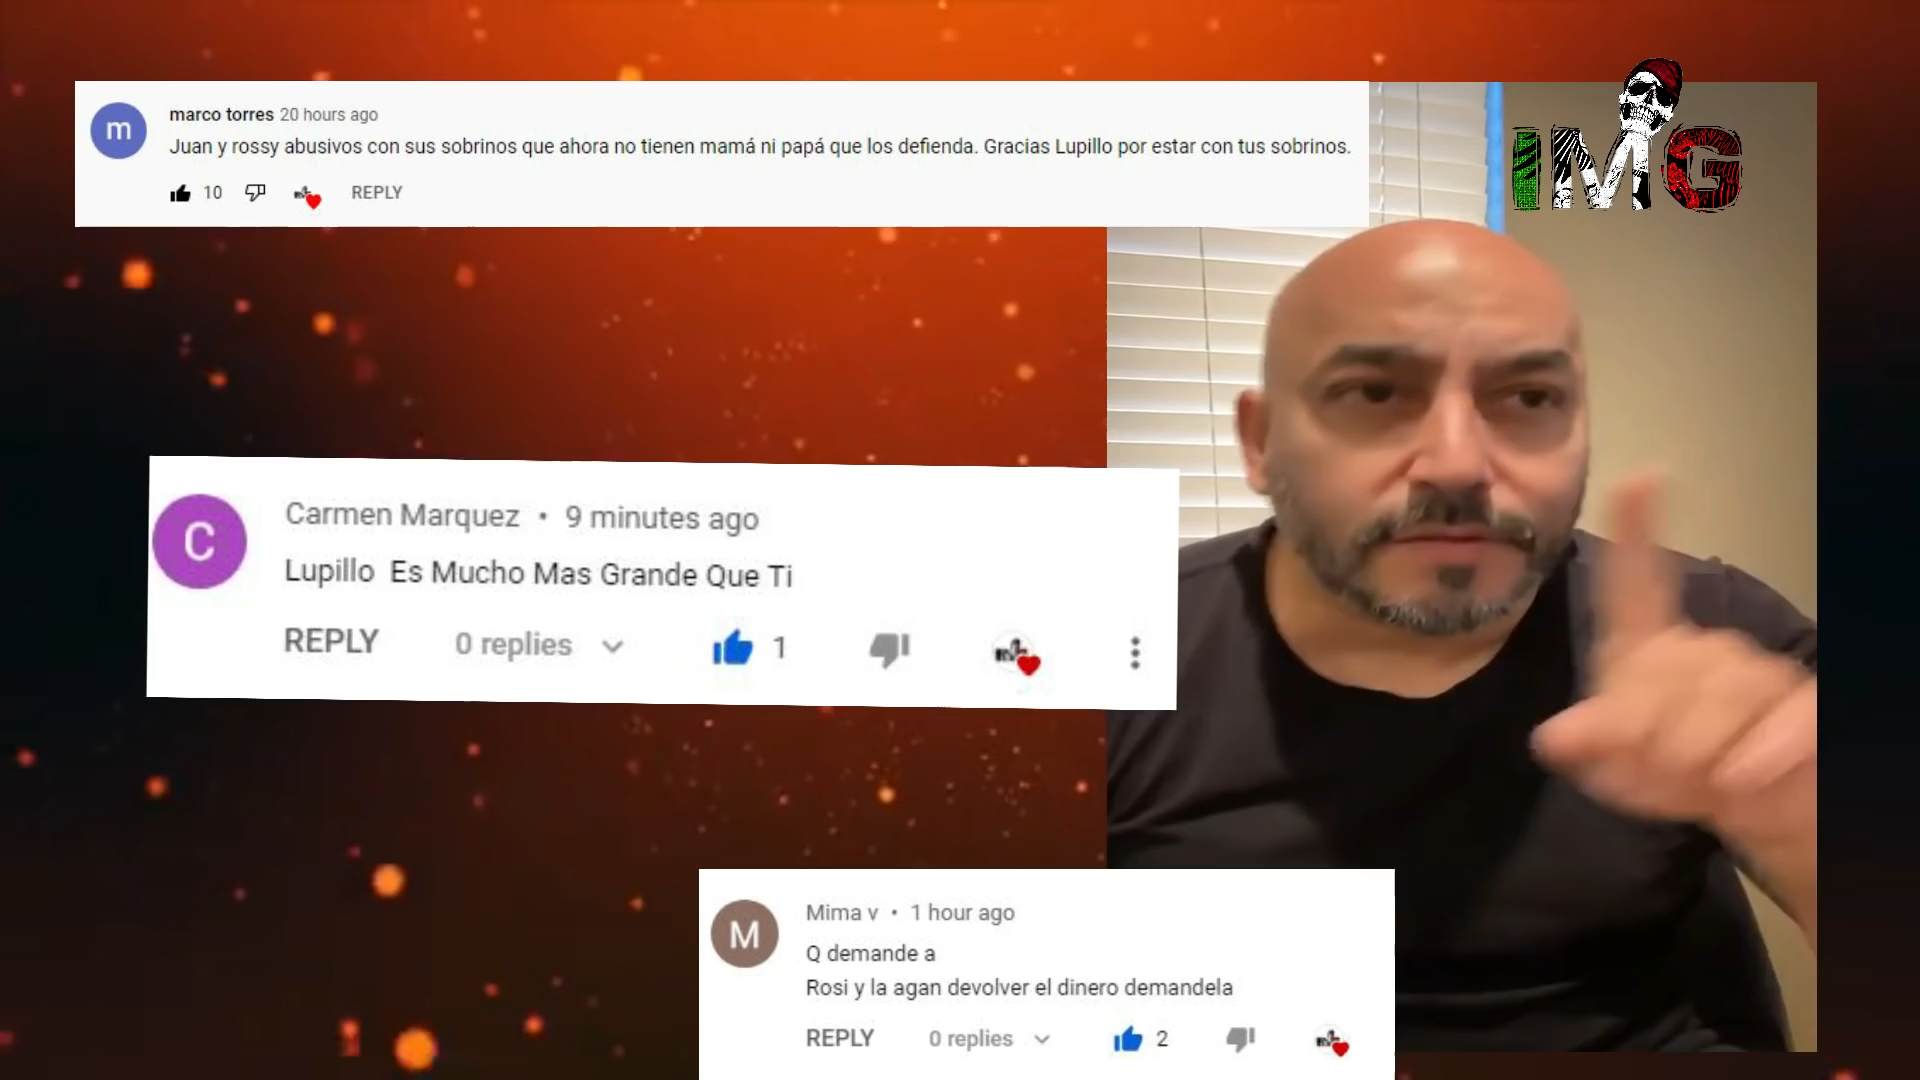 marco torres 20 hours ago
Juan y rossy abusivos con sus sobrinos que ahora no tienen mamá ni papá que los defienda. Gracias Lupillo por estar con tus sobrinos.
10 REPLY
IMG
Carmen Marquez • 9 minutes ago
Lupillo Es Mucho Mas Grande Que Ti
REPLY 0 replies 1
Mima v • 1 hour ago
Q demande a
Rosi y la agan devolver el dinero demandela
REPLY 0 replies 2